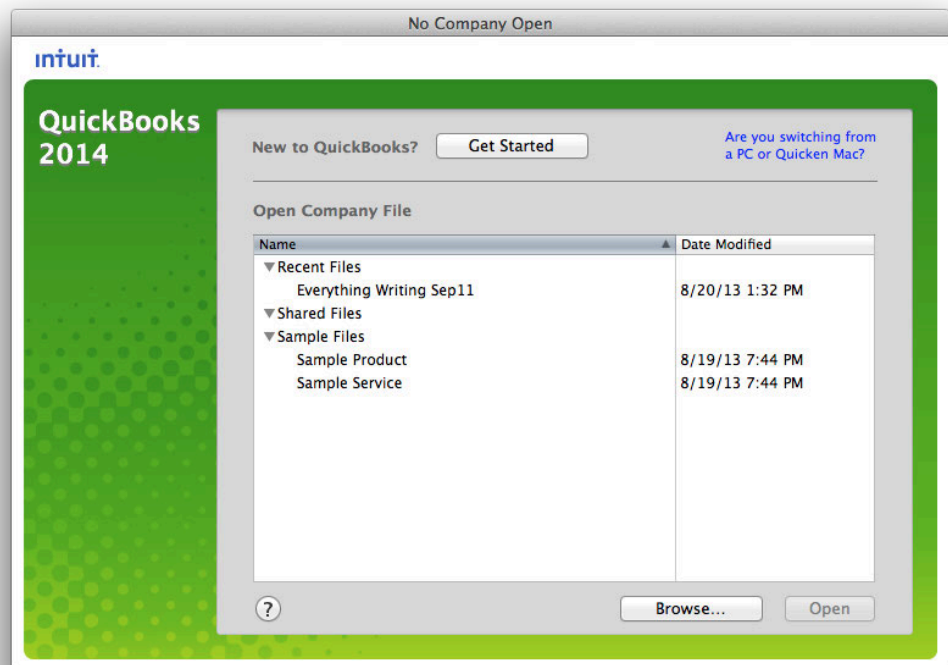 No Company Open
intuit.
QuickBooks
2014
New to QuickBooks?
Get Started
Are you switching from
a PC or Quicken Mac?
Open Company File
Name
Date Modified
Recent Files
Everything Writing Sep11
8/20/13 1:32 PM
Shared Files
Sample Files
Sample Product
8/19/13 7:44 PM
Sample Service
8/19/13 7:44 PM
?
Browse...
Open